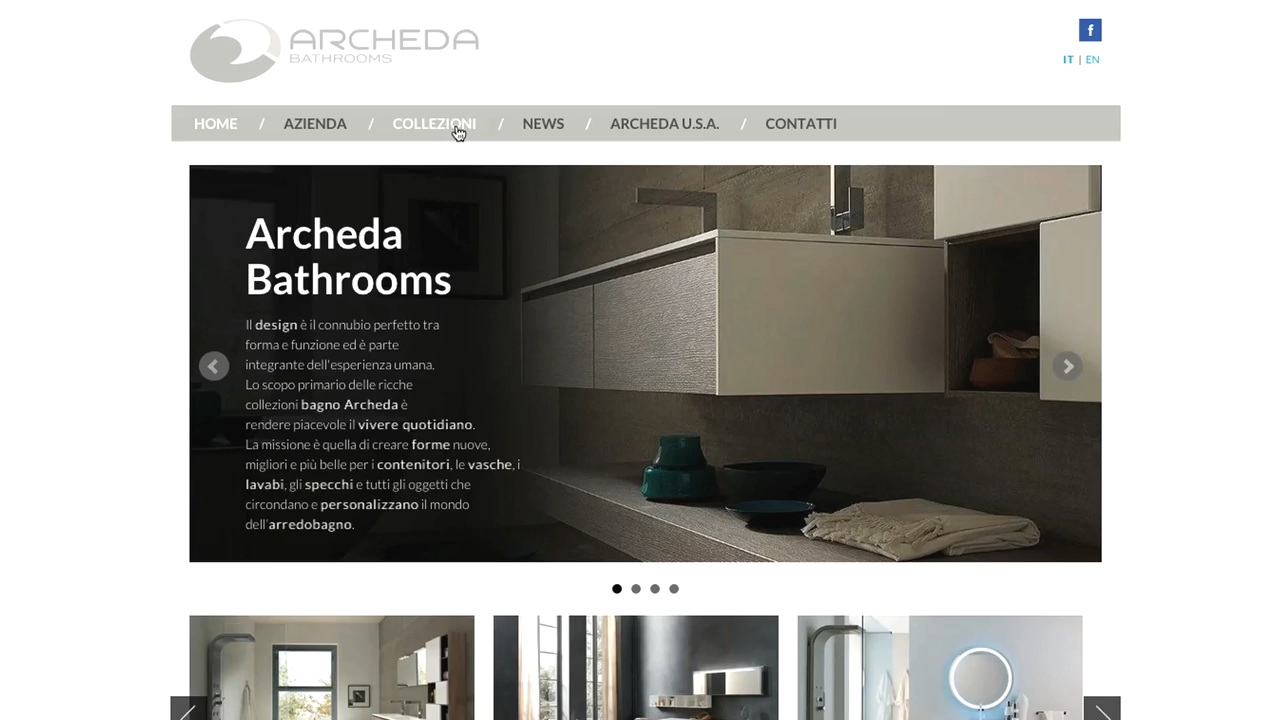 ARCHEDA
BATHROOMS
f
IT | EN
HOME / AZIENDA / COLLEZIONI / NEWS / ARCHEDA U.S.A. / CONTATTI
Archeda
Bathrooms
Il design è il connubio perfetto tra
forma e funzione ed è parte
integrante dell'esperienza umana.
Lo scopo primario delle ricche
collezioni bagno Archeda è
rendere piacevole il vivere quotidiano.
La missione è quella di creare forme nuove,
migliori e più belle per i contenitori, le vasche, i
lavabi, gli specchi e tutti gli oggetti che
circondano e personalizzano il mondo
dell'arredobagno.